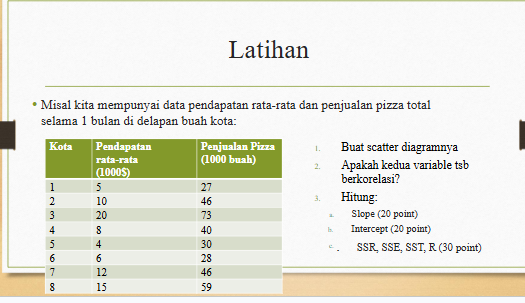 Latihan
• Misal kita mempunyai data pendapatan rata-rata dan penjualan pizza total
selama 1 bulan di delapan buah kota:
Kota Pendapatan rata-rata (1000$) Penjualan Pizza (1000 buah)
1 5 27
2 10 46
3 20 73
4 8 40
5 4 30
6 6 28
7 12 46
8 15 59
1. Buat scatter diagramnya
2. Apakah kedua variable tsb
berkorelasi?
3. Hitung:
a. Slope (20 point)
b. Intercept (20 point)
c. . SSR, SSE, SST, R (30 point)